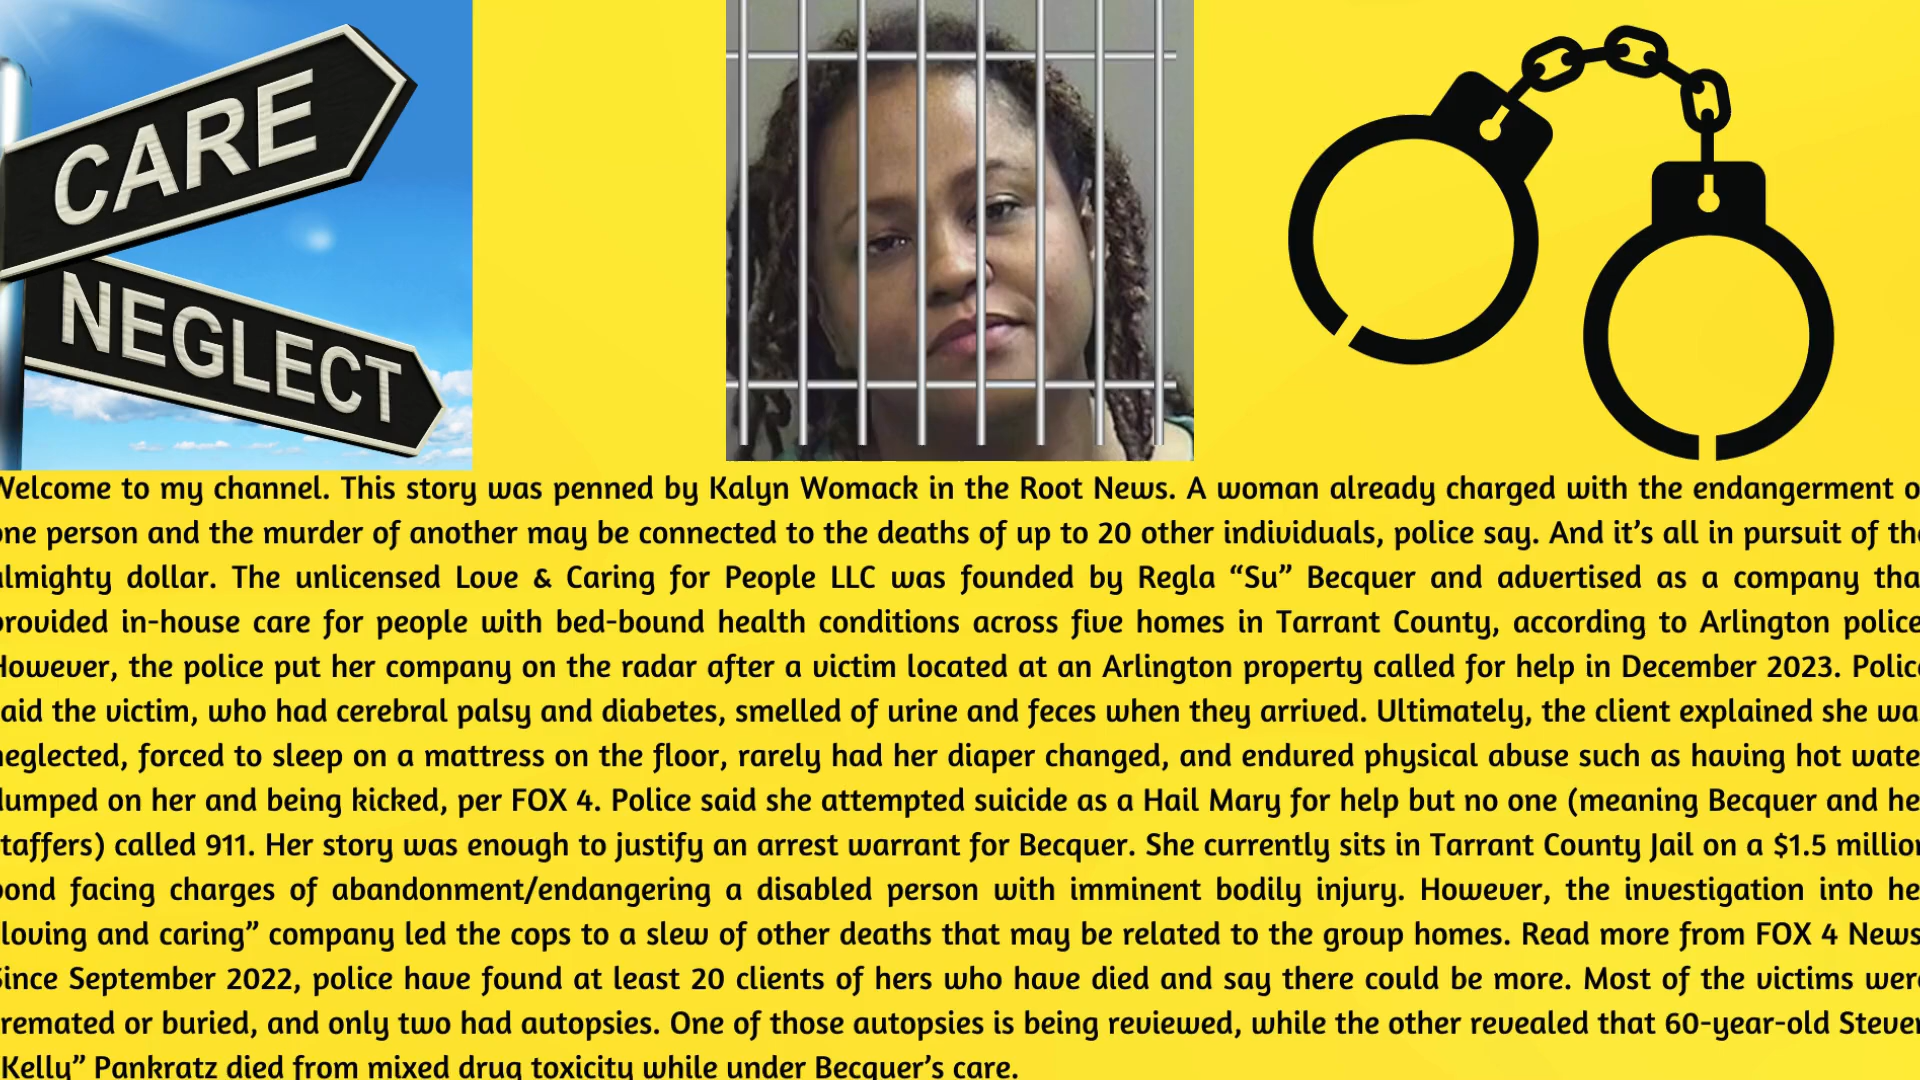 CARE
NEGLECT
Welcome to my channel. This story was penned by Kalyn Womack in the Root News. A woman already charged with the endangerment o
one person and the murder of another may be connected to the deaths of up to 20 other individuals, police say. And it’s all in pursuit of the
almighty dollar. The unlicensed Love & Caring for People LLC was founded by Regla “Su” Becquer and advertised as a company tha
provided in-house care for people with bed-bound health conditions across five homes in Tarrant County, according to Arlington police
However, the police put her company on the radar after a victim located at an Arlington property called for help in December 2023. Police
said the victim, who had cerebral palsy and diabetes, smelled of urine and feces when they arrived. Ultimately, the client explained she was
neglected, forced to sleep on a mattress on the floor, rarely had her diaper changed, and endured physical abuse such as having hot wate
dumped on her and being kicked, per FOX 4. Police said she attempted suicide as a Hail Mary for help but no one (meaning Becquer and he
taffers) called 911. Her story was enough to justify an arrest warrant for Becquer. She currently sits in Tarrant County Jail on a $1.5 million
bond facing charges of abandonment/endangering a disabled person with imminent bodily injury. However, the investigation into he
“loving and caring” company led the cops to a slew of other deaths that may be related to the group homes. Read more from FOX 4 News
Since September 2022, police have found at least 20 clients of hers who have died and say there could be more. Most of the victims were
remated or buried, and only two had autopsies. One of those autopsies is being reviewed, while the other revealed that 60-year-old Steven
“Kelly” Pankratz died from mixed drug toxicity while under Becquer’s care.